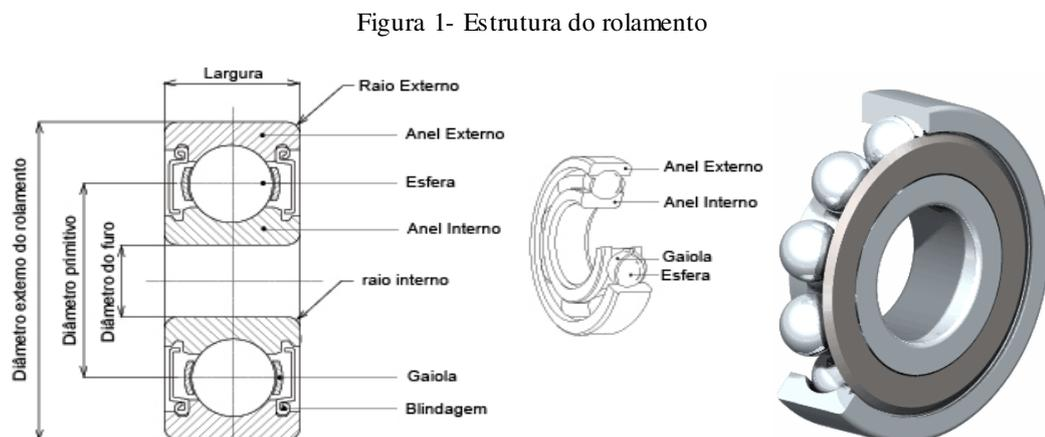 Figura 1- Estrutura do rolamento
Largura
Raio Externo
Anel Externo
Esfera
Anel Interno
raio interno
Gaiola
Blindagem
Diâmetro externo do rolamento
Diâmetro primitivo
Diâmetro do furo
Anel Externo
Anel Interno
Gaiola
Esfera